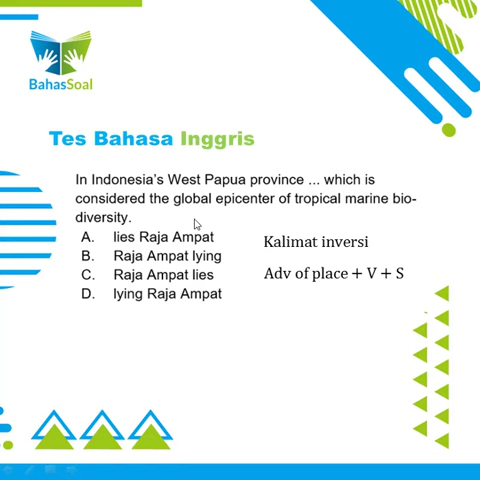 BahasSoal
Tes Bahasa Inggris
In Indonesia's West Papua province ... which is
considered the global epicenter of tropical marine bio-
diversity.
A. lies Raja Ampat
B. Raja Ampat lying
C. Raja Ampat lies
D. lying Raja Ampat
Kalimat inversi
Adv of place + V + S